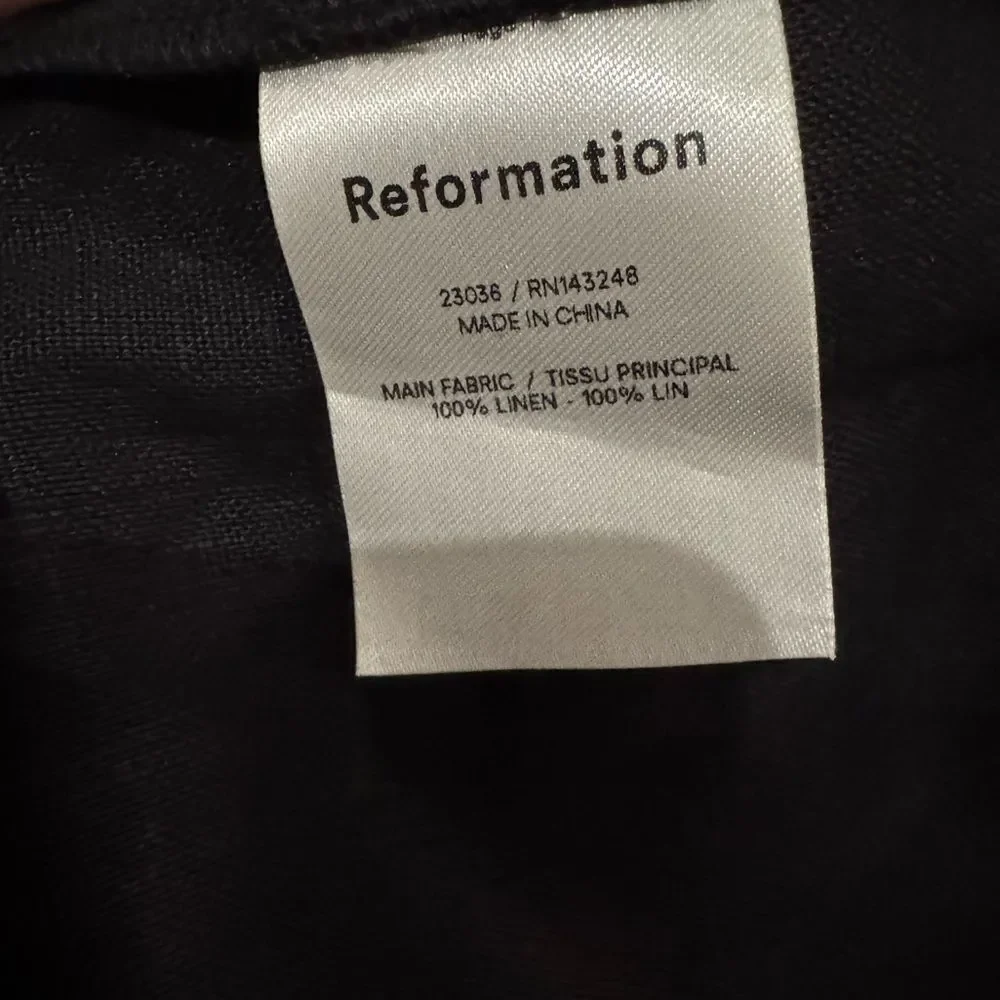 Reformation
23036 / RN143248
MADE IN CHINA
MAIN FABRIC / TISSU PRINCIPAL
100% LINEN - 100% LIN